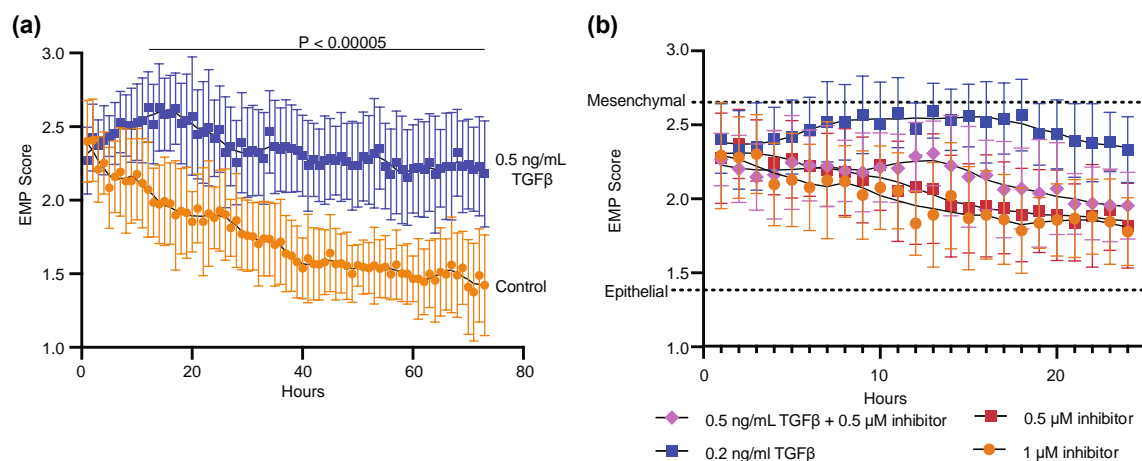 (a)
P < 0.00005
3.0
2.5
2.0
1.5
1.0
EMP Score
0
20
40
60
80
Hours
0.5 ng/mL
TGFβ
Control
(b)
3.0
2.5
2.0
1.5
1.0
EMP Score
Mesenchymal
Epithelial
0
10
20
Hours
0.5 ng/mL TGFβ + 0.5 µM inhibitor
0.5 µM inhibitor
0.2 ng/ml TGFβ
1 µM inhibitor